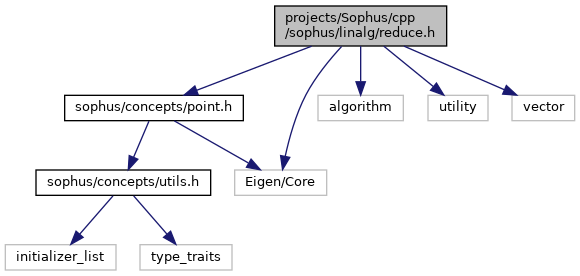 projects/Sophus/cpp
/sophus/linalg/reduce.h
sophus/concepts/point.h
algorithm
utility
vector
sophus/concepts/utils.h
Eigen/Core
initializer_list
type_traits